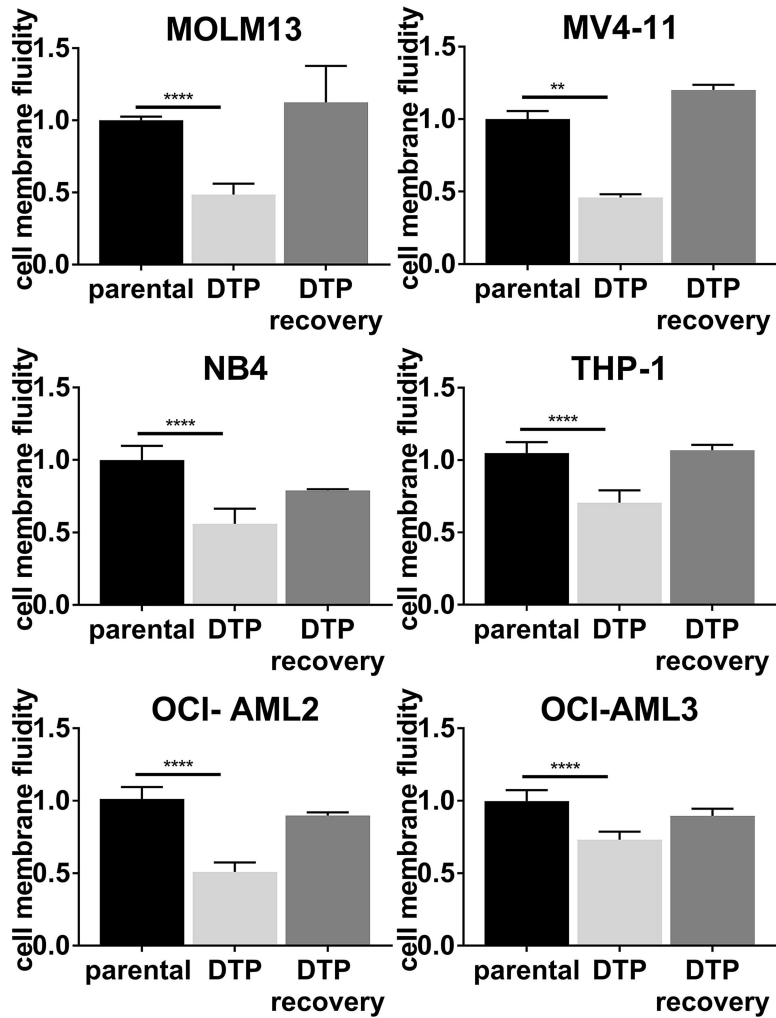 MOLM13
cell membrane fluidity
1.5
1.0
0.5
0.0
****
parental DTP DTP
recovery
MV4-11
cell membrane fluidity
1.5
1.0
0.5
0.0
**
parental DTP DTP
recovery
NB4
cell membrane fluidity
1.5
1.0
0.5
0.0
****
parental DTP DTP
recovery
THP-1
cell membrane fluidity
1.5
1.0
0.5
0.0
****
parental DTP DTP
recovery
OCI- AML2
cell membrane fluidity
1.5
1.0
0.5
0.0
****
parental DTP DTP
recovery
OCI-AML3
cell membrane fluidity
1.5
1.0
0.5
0.0
****
parental DTP DTP
recovery